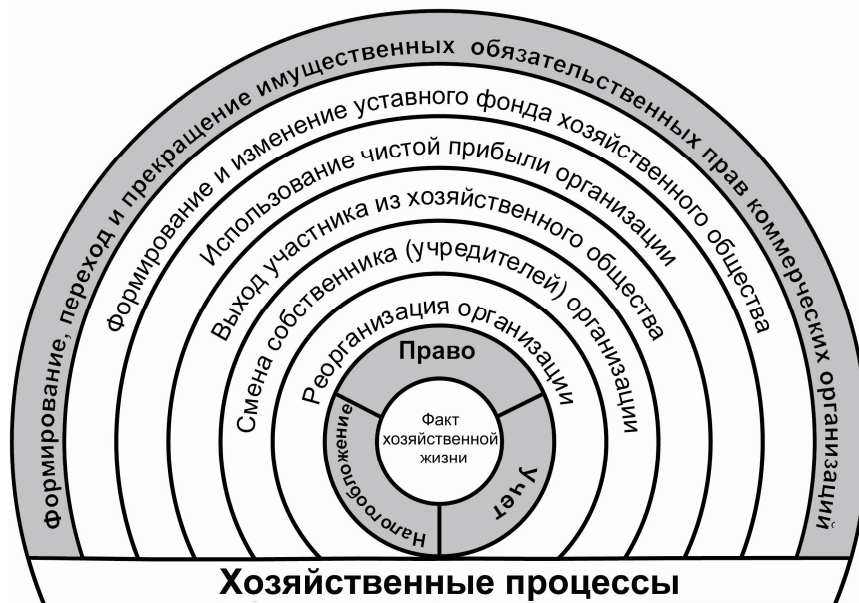 Формирование, переход и прекращение имущественных обязательственных прав коммерческих организаций
Формирование и изменение уставного фонда хозяйственного общества
Использование чистой прибыли организации
Выход участника из хозяйственного общества
Смена собственника (учредителей) организации
Реорганизация организации
Право
Налогообложение
Учет
Факт
хозяйственной
жизни
Хозяйственные процессы